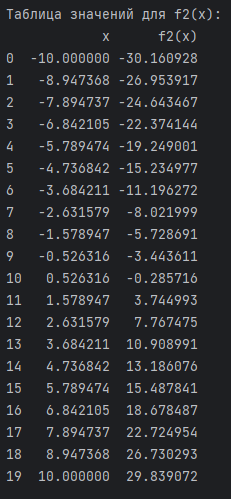 Таблица значений для f2(x):
x f2(x)
0 -10.000000 -30.160928
1 -8.947368 -26.953917
2 -7.894737 -24.643467
3 -6.842105 -22.374144
4 -5.789474 -19.249001
5 -4.736842 -15.234977
6 -3.684211 -11.196272
7 -2.631579 -8.021999
8 -1.578947 -5.728691
9 -0.526316 -3.443611
10 0.526316 -0.285716
11 1.578947 3.744993
12 2.631579 7.767475
13 3.684211 10.908991
14 4.736842 13.186076
15 5.789474 15.487841
16 6.842105 18.678487
17 7.894737 22.724954
18 8.947368 26.730293
19 10.000000 29.839072